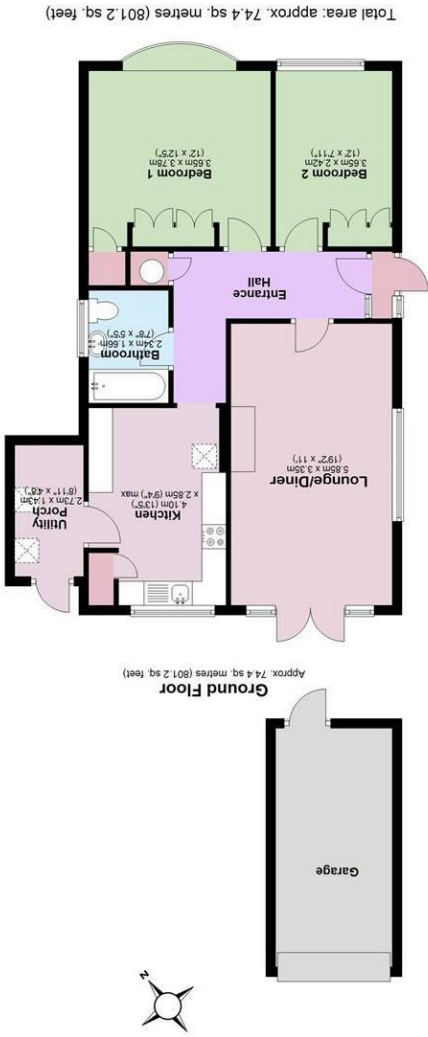 N
Garage
Ground Floor
Approx. 74.4 sq. metres (801.2 sq. feet)
Lounge/Diner
5.85m x 3.35m
(19'2" x 11')
Kitchen
4.10m (13'5")
x 2.85m (9'4") max
Utility
Porch
2.73m x 1.43m
(8'11" x 4'8")
Bathroom
2.34m x 1.66m
(7'8" x 5'5")
Entrance
Hall
Bedroom 2
3.65m x 2.42m
(12' x 7'11")
Bedroom 1
3.65m x 3.78m
(12' x 12'5")
Total area: approx. 74.4 sq. metres (801.2 sq. feet)